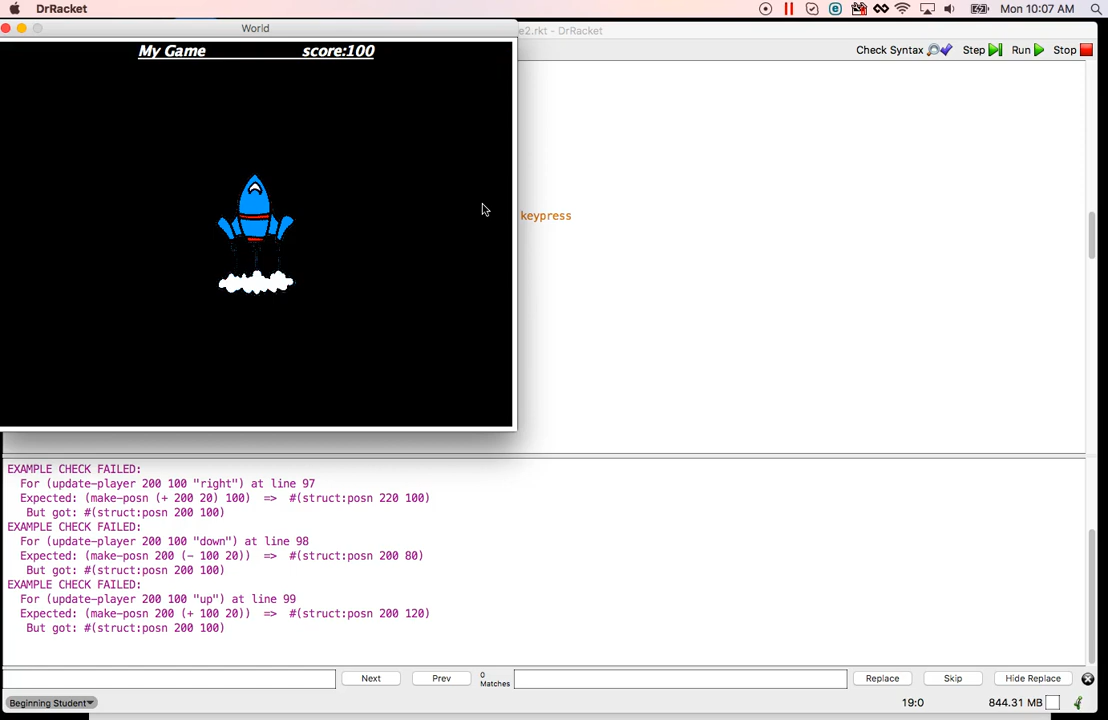 DrRacket
Mon 10:07 AM
World
e2.rkt - DrRacket
My Game score:100
Check Syntax Step Run Stop
keypress
EXAMPLE CHECK FAILED:
For (update-player 200 100 "right") at line 97
Expected: (make-posn (+ 200 20) 100) => #(struct:posn 220 100)
But got: #(struct:posn 200 100)
EXAMPLE CHECK FAILED:
For (update-player 200 100 "down") at line 98
Expected: (make-posn 200 (- 100 20)) => #(struct:posn 200 80)
But got: #(struct:posn 200 100)
EXAMPLE CHECK FAILED:
For (update-player 200 100 "up") at line 99
Expected: (make-posn 200 (+ 100 20)) => #(struct:posn 200 120)
But got: #(struct:posn 200 100)
Next Prev 0 Matches Replace Skip Hide Replace
Beginning Student 19:0 844.31 MB